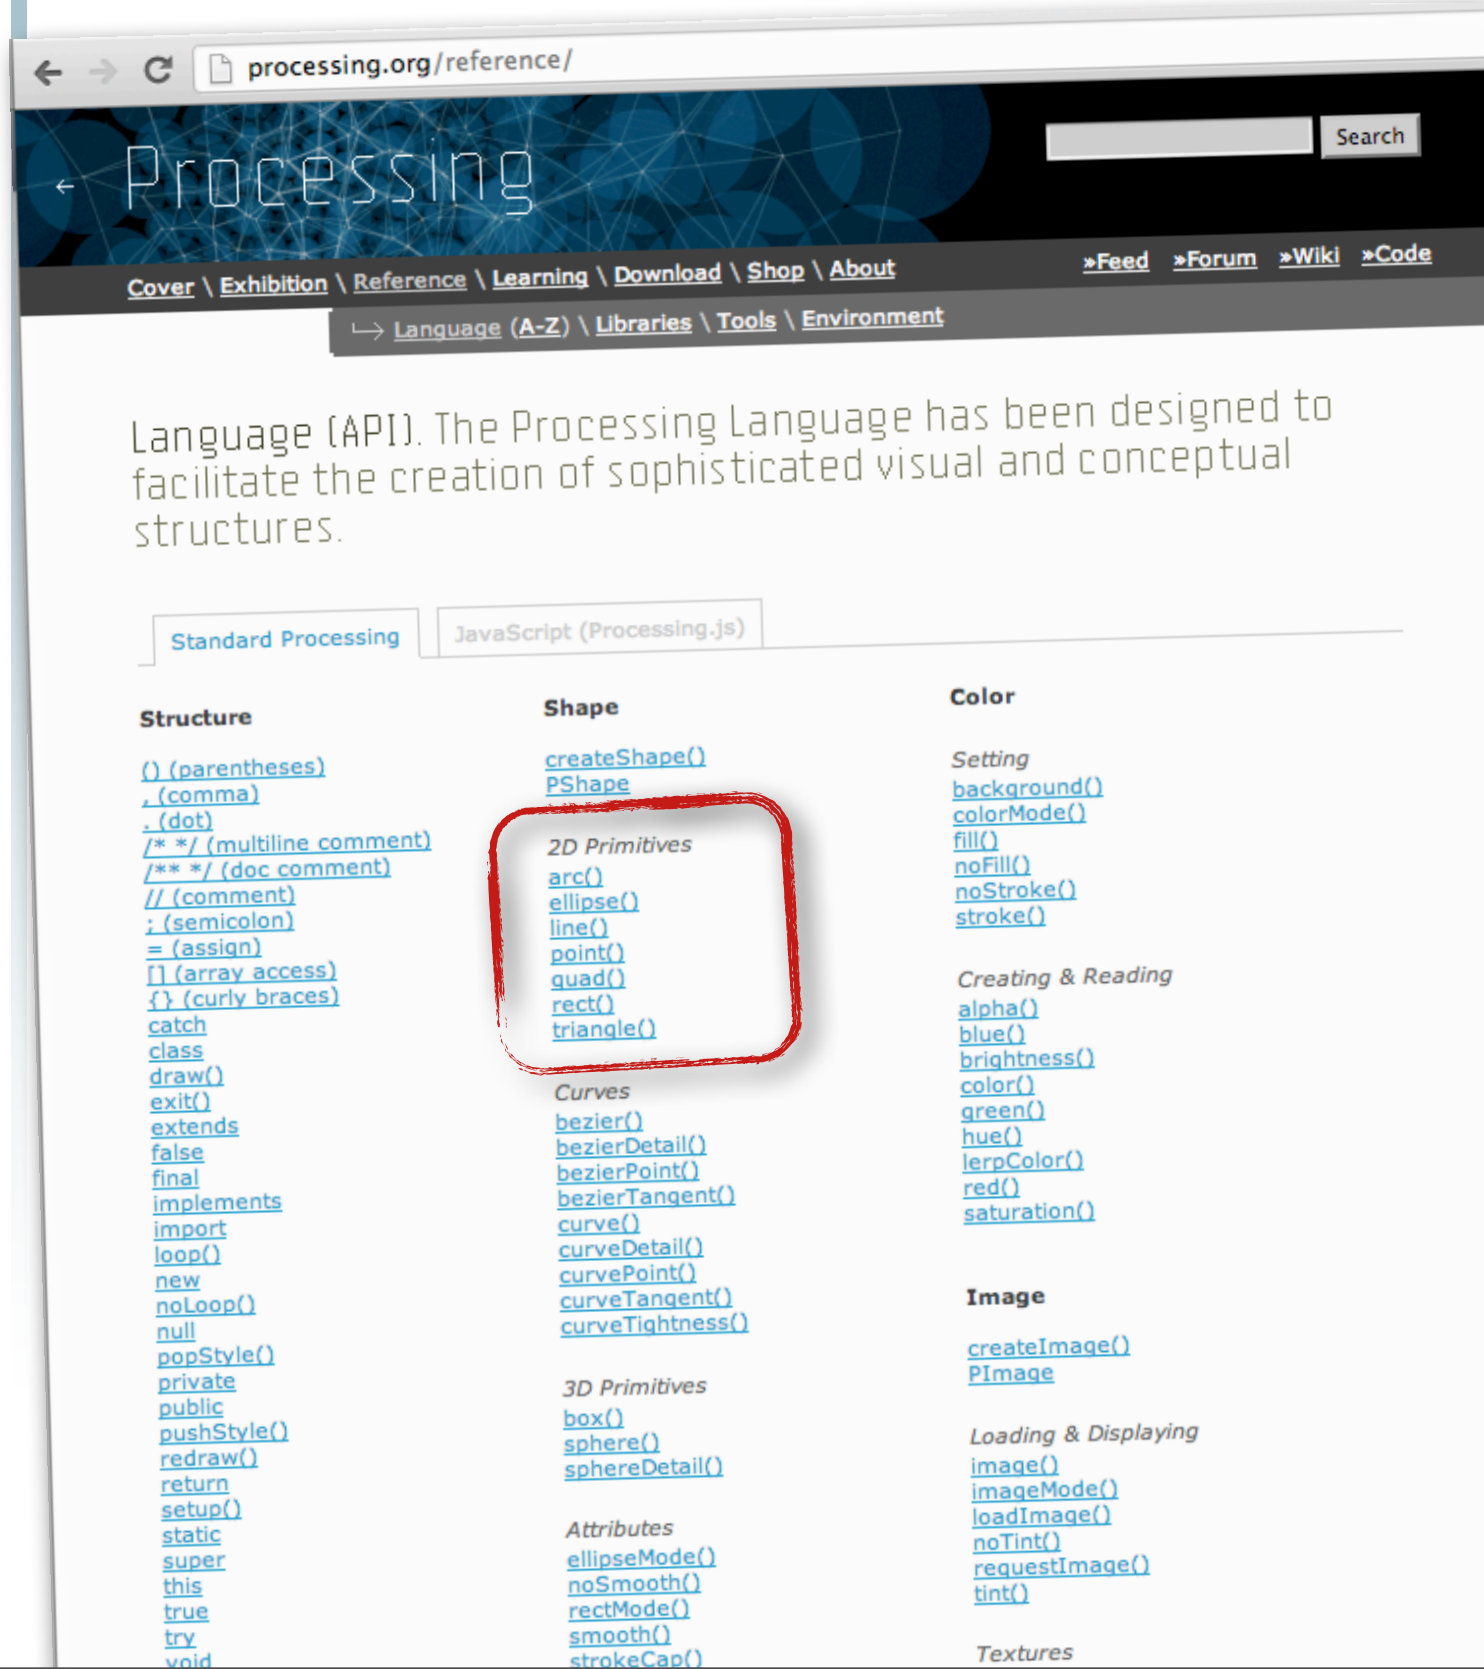 processing.org/reference/
Processing
Search
Cover \ Exhibition \ Reference \ Learning \ Download \ Shop \ About
»Feed »Forum »Wiki »Code
Language (A-Z) \ Libraries \ Tools \ Environment
Language (API). The Processing Language has been designed to
facilitate the creation of sophisticated visual and conceptual
structures.
Standard Processing
JavaScript (Processing.js)
Structure
() (parentheses)
, (comma)
. (dot)
/* */ (multiline comment)
/** */ (doc comment)
// (comment)
; (semicolon)
= (assign)
[] (array access)
{} (curly braces)
catch
class
draw()
exit()
extends
false
final
implements
import
loop()
new
noLoop()
null
popStyle()
private
public
pushStyle()
redraw()
return
setup()
static
super
this
true
try
void
Shape
createShape()
PShape
2D Primitives
arc()
ellipse()
line()
point()
quad()
rect()
triangle()
Curves
bezier()
bezierDetail()
bezierPoint()
bezierTangent()
curve()
curveDetail()
curvePoint()
curveTangent()
curveTightness()
3D Primitives
box()
sphere()
sphereDetail()
Attributes
ellipseMode()
noSmooth()
rectMode()
smooth()
strokeCap()
Color
Setting
background()
colorMode()
fill()
noFill()
noStroke()
stroke()
Creating & Reading
alpha()
blue()
brightness()
color()
green()
hue()
lerpColor()
red()
saturation()
Image
createImage()
PImage
Loading & Displaying
image()
imageMode()
loadImage()
noTint()
requestImage()
tint()
Textures